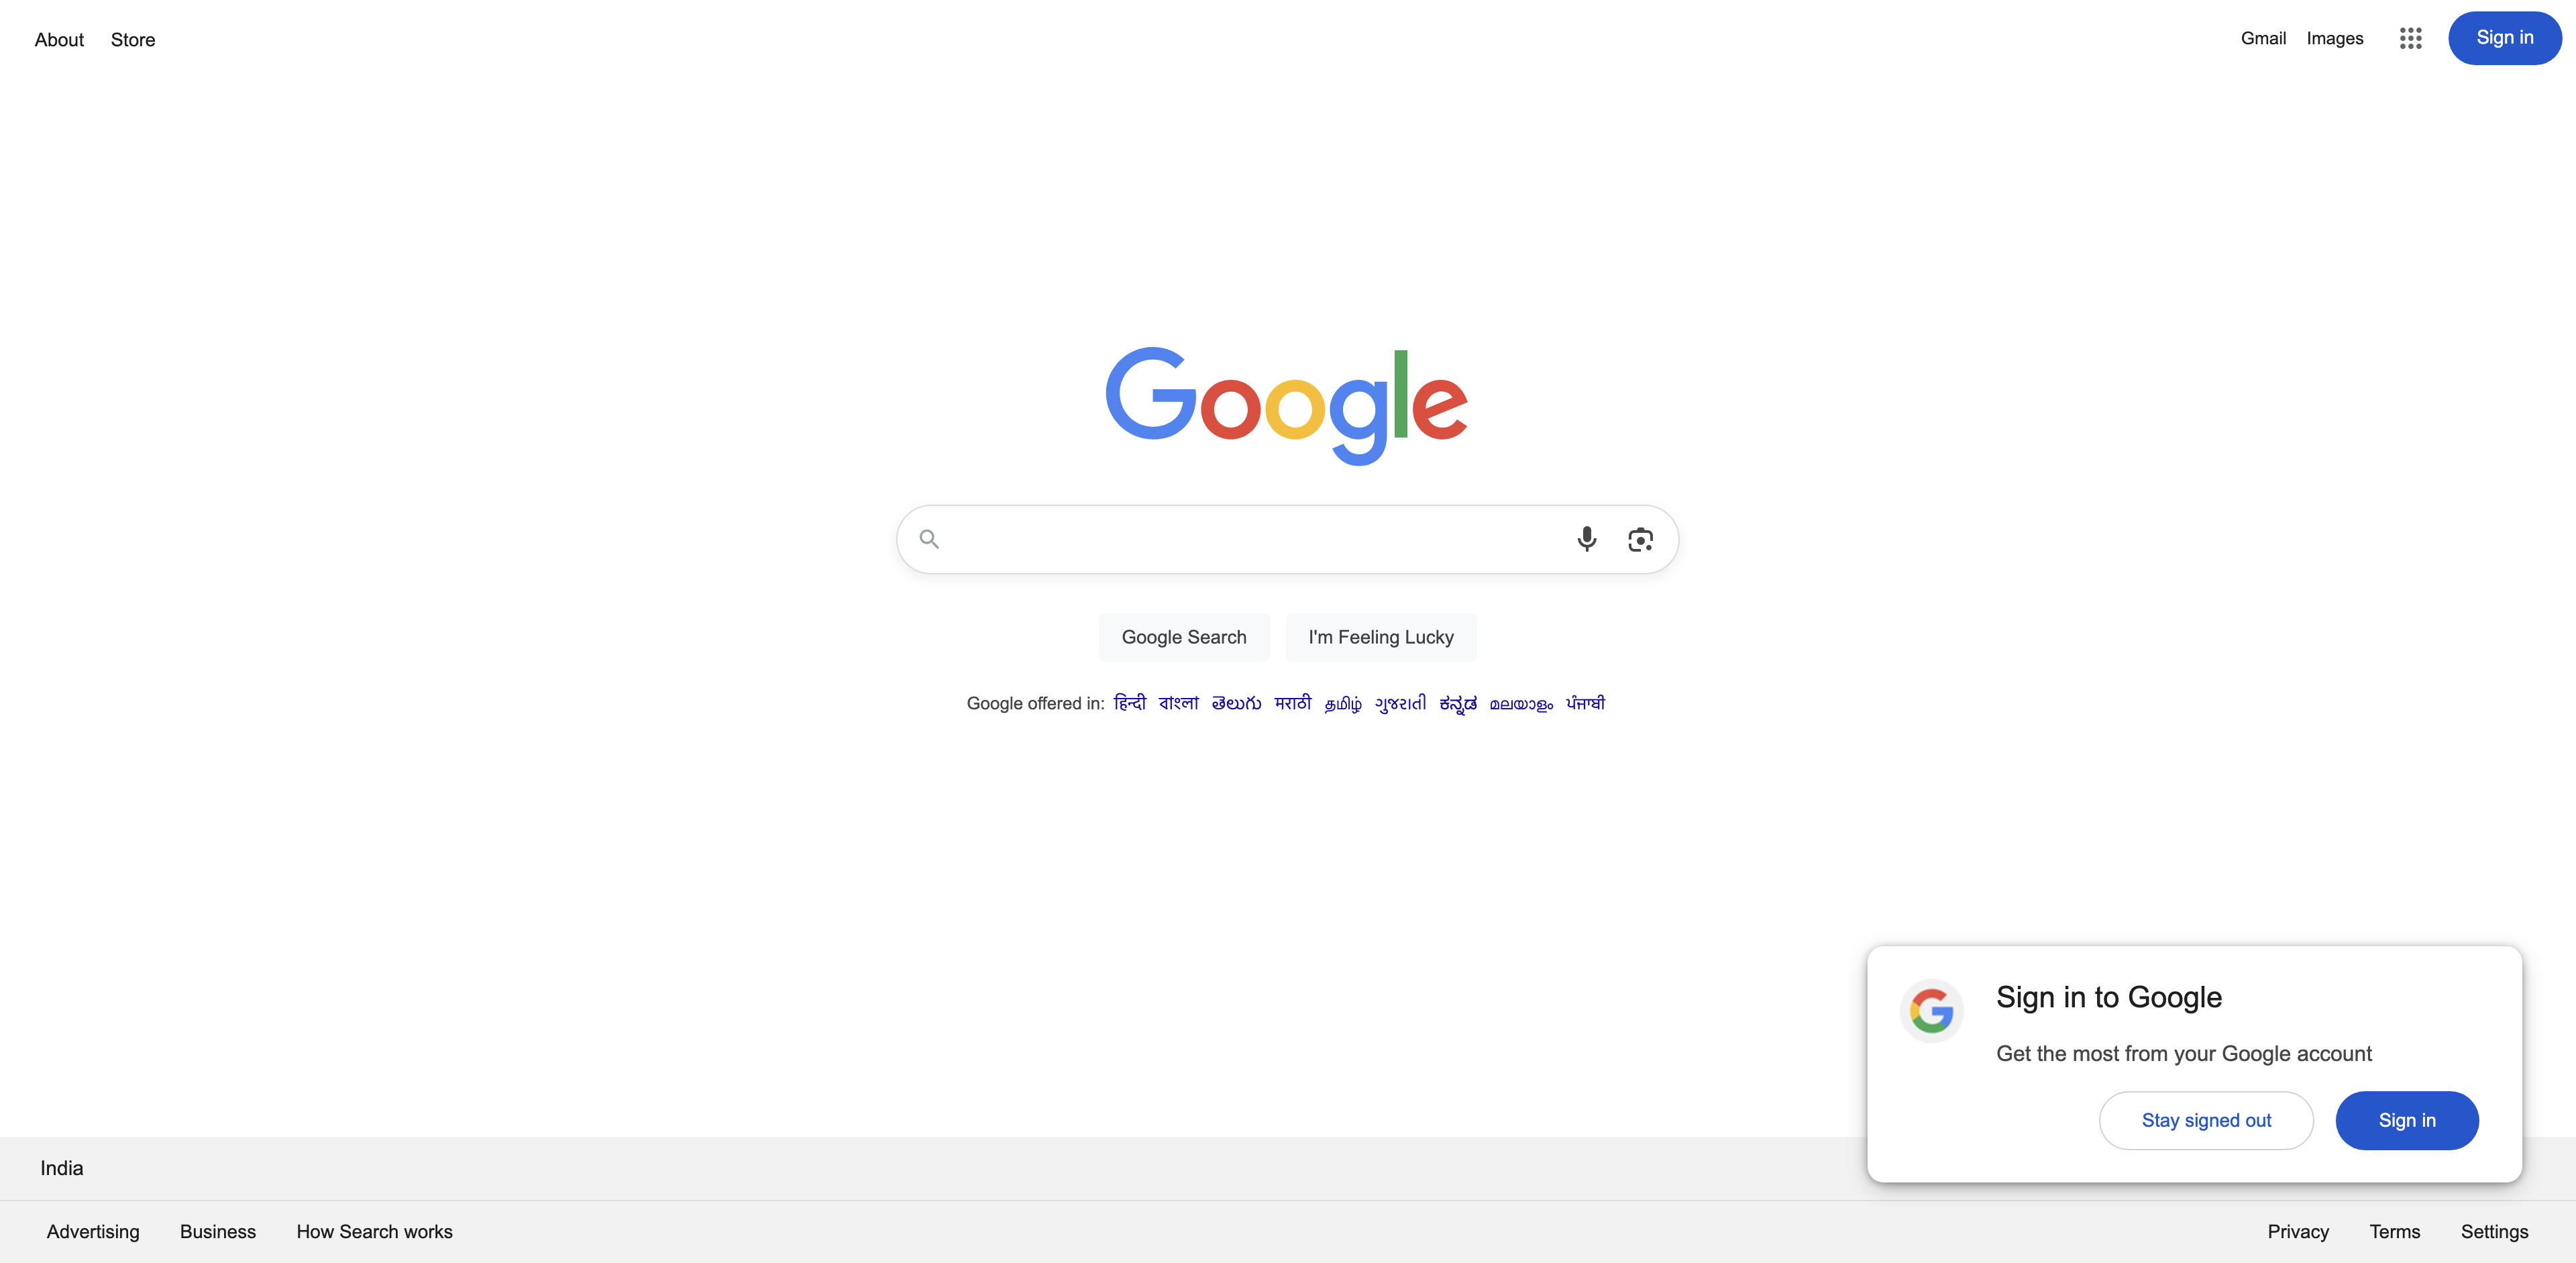 About Store
Gmail Images Sign in
Google
Google Search I'm Feeling Lucky
Google offered in: हिन्दी বাংলা తెలుగు मराठी தமிழ் ગુજરાતી ಕನ್ನಡ മലയാളം ਪੰਜਾਬੀ
Sign in to Google
Get the most from your Google account
Stay signed out Sign in
India
Advertising Business How Search works
Privacy Terms Settings